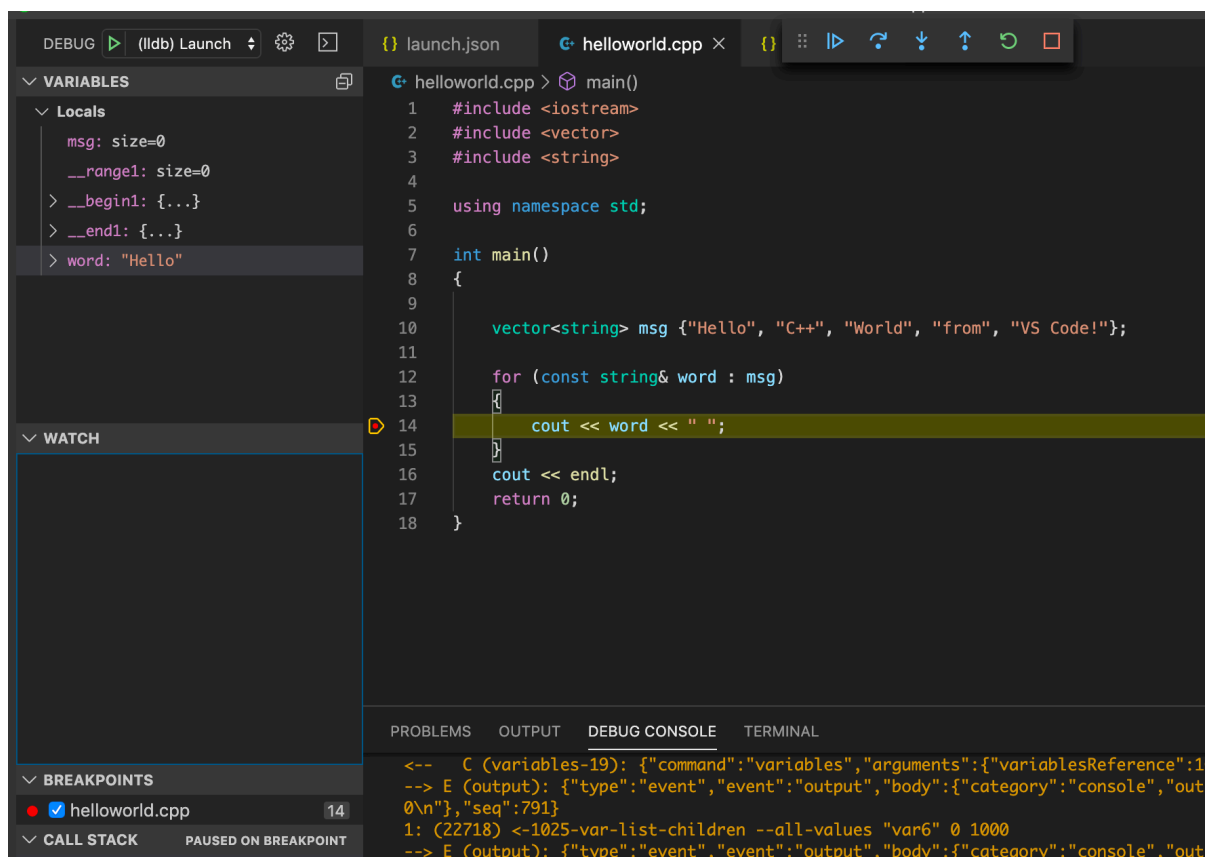 DEBUG (lldb) Launch
VARIABLES
Locals
msg: size=0
__range1: size=0
__begin1: {...}
__end1: {...}
word: "Hello"
WATCH
BREAKPOINTS
helloworld.cpp 14
CALL STACK PAUSED ON BREAKPOINT
{} launch.json helloworld.cpp {}
helloworld.cpp > main()
1 #include <iostream>
2 #include <vector>
3 #include <string>
4
5 using namespace std;
6
7 int main()
8 {
9
10 vector<string> msg {"Hello", "C++", "World", "from", "VS Code!"};
11
12 for (const string& word : msg)
13 {
14 cout << word << " ";
15 }
16 cout << endl;
17 return 0;
18 }
PROBLEMS OUTPUT DEBUG CONSOLE TERMINAL
<-- C (variables-19): {"command":"variables","arguments":{"variablesReference":1
--> E (output): {"type":"event","event":"output","body":{"category":"console","out
0\n"},"seq":791}
1: (22718) <-1025-var-list-children --all-values "var6" 0 1000
--> E (output): {"type":"event","event":"output","body":{"category":"console","out